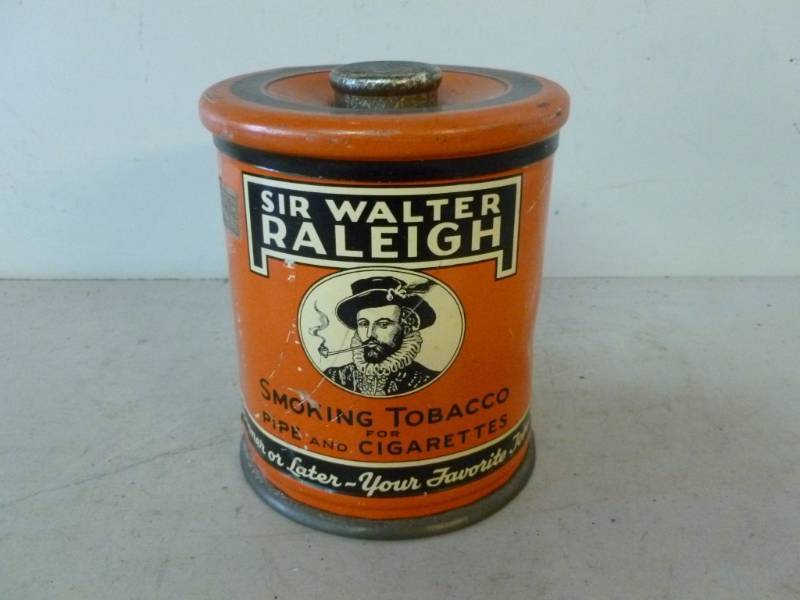 SIR WALTER
RALEIGH
SMOKING TOBACCO
FOR
PIPE AND CIGARETTES
or Later ~ Your Favorite